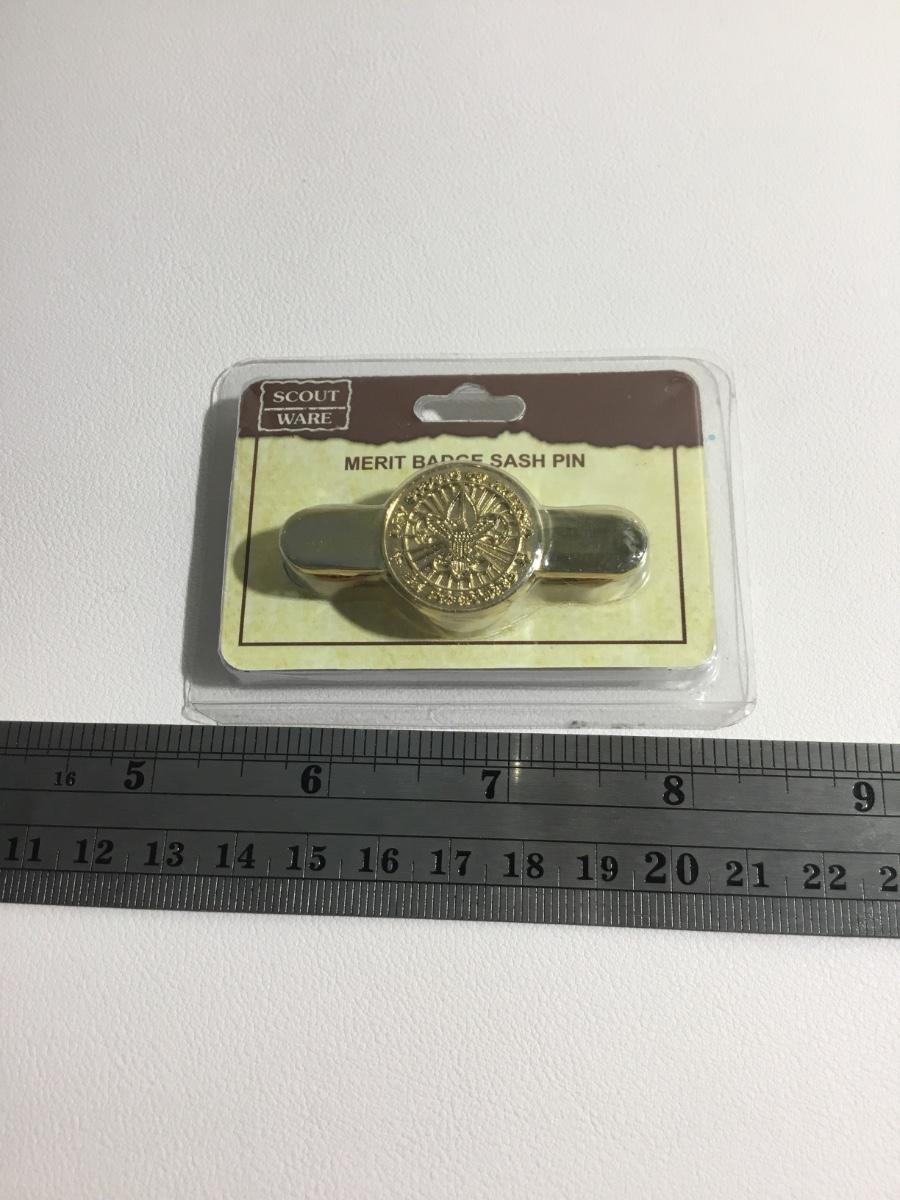 SCOUT
WARE
MERIT BADGE SASH PIN
16 5 6 7 8 9
11 12 13 14 15 16 17 18 19 20 21 22 2